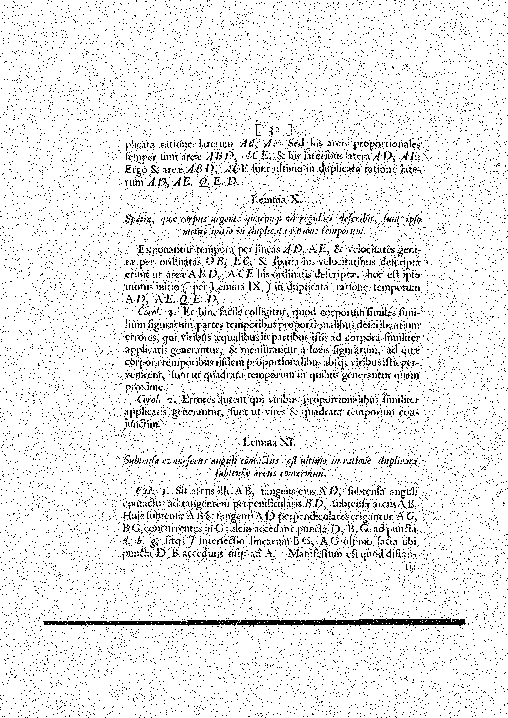 [ 32 ]
plicata ratione laterum Ad, Ae. Sed his areis proportionales
semper sunt areæ ABD, ACE, & his lateribus latera AD, AE.
Ergo & areæ ABD, ACE sunt ultimo in duplicata ratione late-
rum AD, AE. Q. E. D.
Lemma X.
Spatia, quæ corpus urgente quacunq; vi regulari describit, sunt ipso
motus initio in duplicata ratione temporum.
Exponantur tempora per lineas AD, AE, & velocitates genitæ
per ordinatas DB, EC, & spatia his velocitatibus descripta
erunt ut areæ ABD, ACE his ordinatis descriptæ, hoc est ipso
motus initio (per Lemma IX.) in duplicata ratione temporum
AD, AE. Q. E. D.
Corol. 1. Et hinc facile colligitur, quod corporum similes simi-
lium figurarum partes temporibus proportionalibus describentium
errores, qui viribus æqualibus in partibus istis ad corpora similiter
applicatis generantur, & mensurantur a locis figurarum, ad quæ
corpora temporibus iisdem proportionalibus absq; viribus istis per-
venirent, sunt ut quadrata temporum in quibus generantur quam
proxime.
Corol. 2. Errores autem qui viribus proportionalibus similiter
applicatis generantur, sunt ut vires & quadrata temporum con-
junctim.
Lemma XI.
Subtensa evanescens anguli contactus est ultimo in ratione duplicata
subtensæ arcus contermini.
Cas. 1. Sit arcus ille AB, tangens ejus AD, subtensa anguli
contactus ad tangentem perpendicularis BD, subtensa arcus AB.
Huic subtensæ AB & tangenti AD perpendiculares erigantur AG,
BG, concurrentes in G; dein accedant puncta D, B, G, ad puncta
d, b, g, sitq; J intersectio linearum BG, AG ultimo facta ubi
puncta D, B accedunt usq; ad A. Manifestum est quod distan-